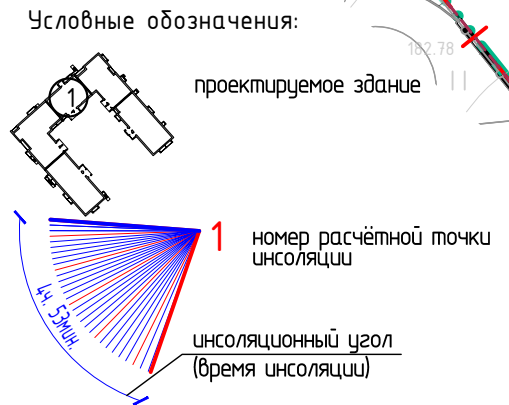 Условные обозначения:
182.78
1
проектируемое здание
1
номер расчётной точки
инсоляции
4ч. 53мин.
инсоляционный угол
(время инсоляции)